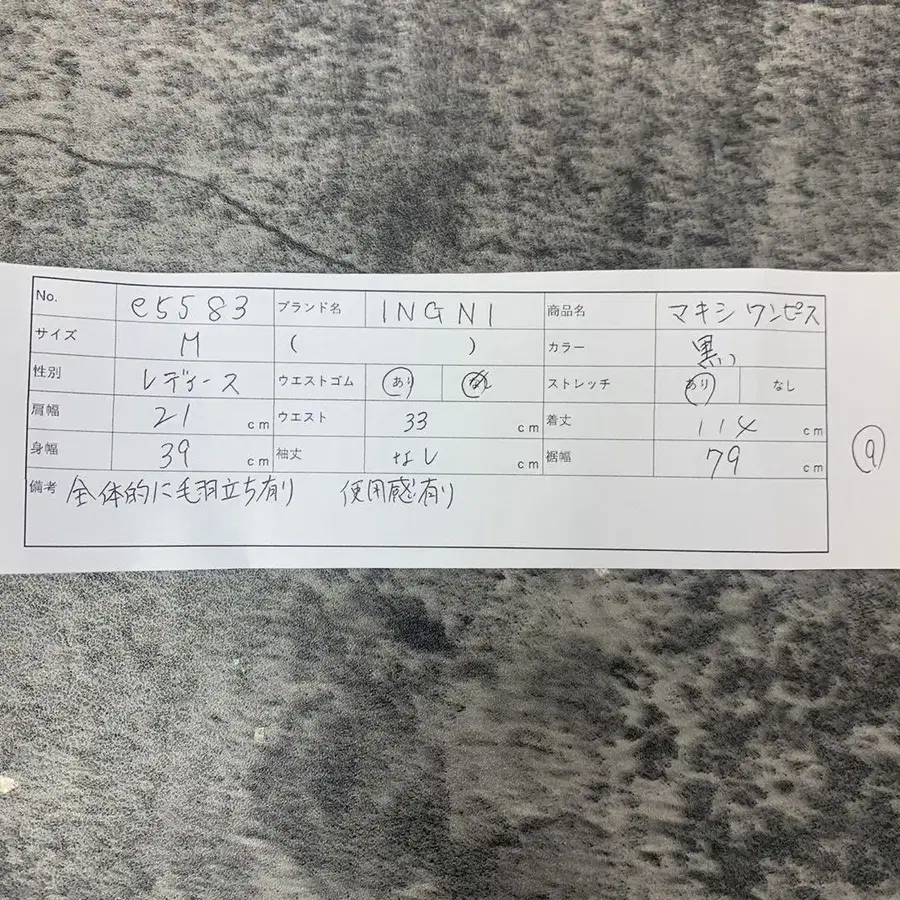 No. e5583 ブランド名 INGNI 商品名 マキシワンピース
サイズ M ( ) カラー 黒
性別 レディース ウエストゴム あり なし ストレッチ あり なし
肩幅 21 cm ウエスト 33 cm 着丈 114 cm
身幅 39 cm 袖丈 なし cm 裾幅 79 cm
備考 全体的に毛羽立ち有り 使用感有り